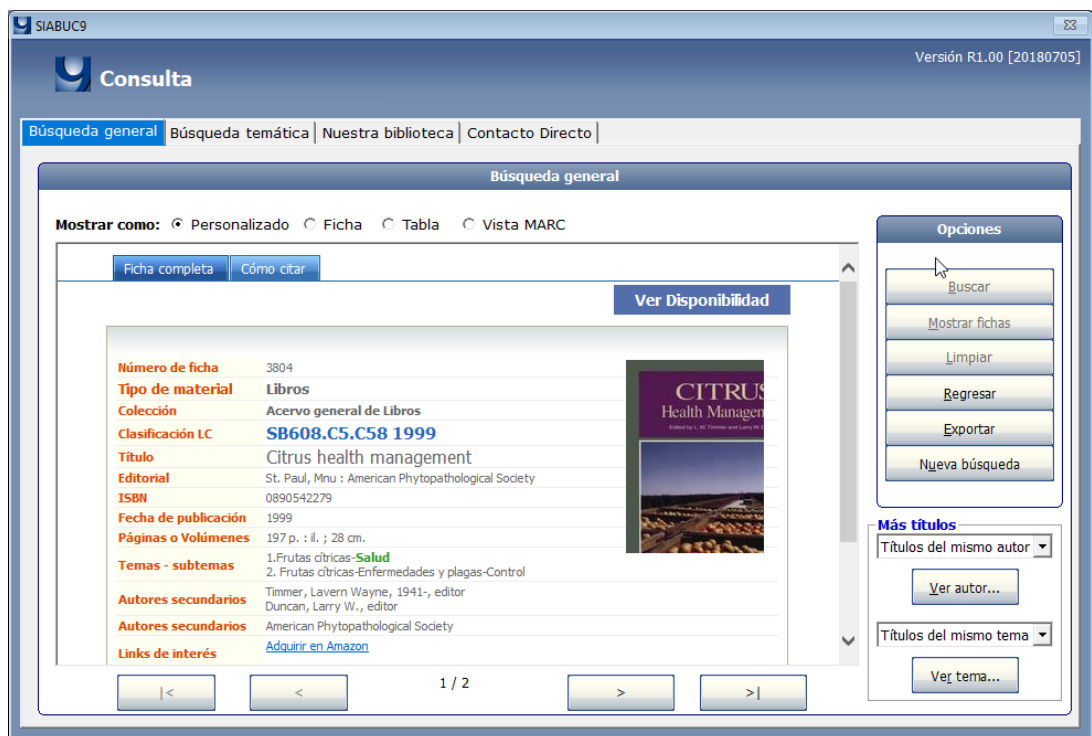 SIABUC9
Versión R1.00 [20180705]
Consulta
Búsqueda general Búsqueda temática Nuestra biblioteca Contacto Directo
Búsqueda general
Mostrar como: Personalizado Ficha Tabla Vista MARC
Ficha completa Cómo citar
Ver Disponibilidad
Número de ficha 3804
Tipo de material Libros
Colección Acervo general de Libros
Clasificación LC SB608.C5.C58 1999
Título Citrus health management
Editorial St. Paul, Mnu : American Phytopathological Society
ISBN 0890542279
Fecha de publicación 1999
Páginas o Volúmenes 197 p. : il. ; 28 cm.
Temas - subtemas 1.Frutas cítricas-Salud
2. Frutas cítricas-Enfermedades y plagas-Control
Autores secundarios Timmer, Lavern Wayne, 1941-, editor
Duncan, Larry W., editor
Autores secundarios American Phytopathological Society
Links de interés Adquirir en Amazon
CITRUS
Health Managem
|< < 1 / 2 > >|
Opciones
Buscar
Mostrar fichas
Limpiar
Regresar
Exportar
Nueva búsqueda
Más títulos
Títulos del mismo autor
Ver autor...
Títulos del mismo tema
Ver tema...